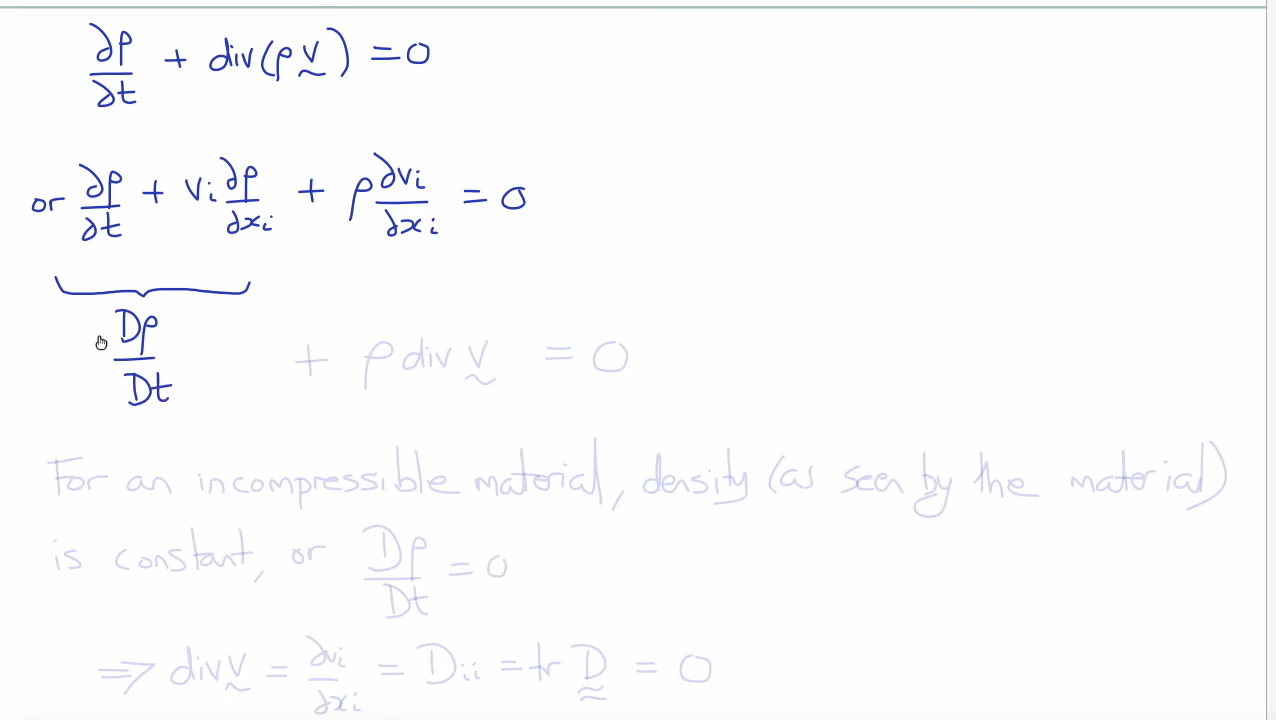 ∂ρ/∂t + div(ρv) = 0
or ∂ρ/∂t + vᵢ ∂ρ/∂xᵢ + ρ ∂vᵢ/∂xᵢ = 0
Dρ/Dt + ρ div v = 0
For an incompressible material, density (as seen by the material)
is constant, or Dρ/Dt = 0
⇒ div v = ∂vᵢ/∂xᵢ = Dᵢᵢ = tr D = 0